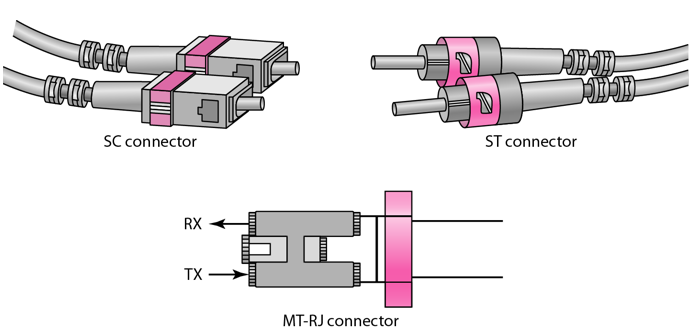 SC connector
ST connector
RX
TX
MT-RJ connector